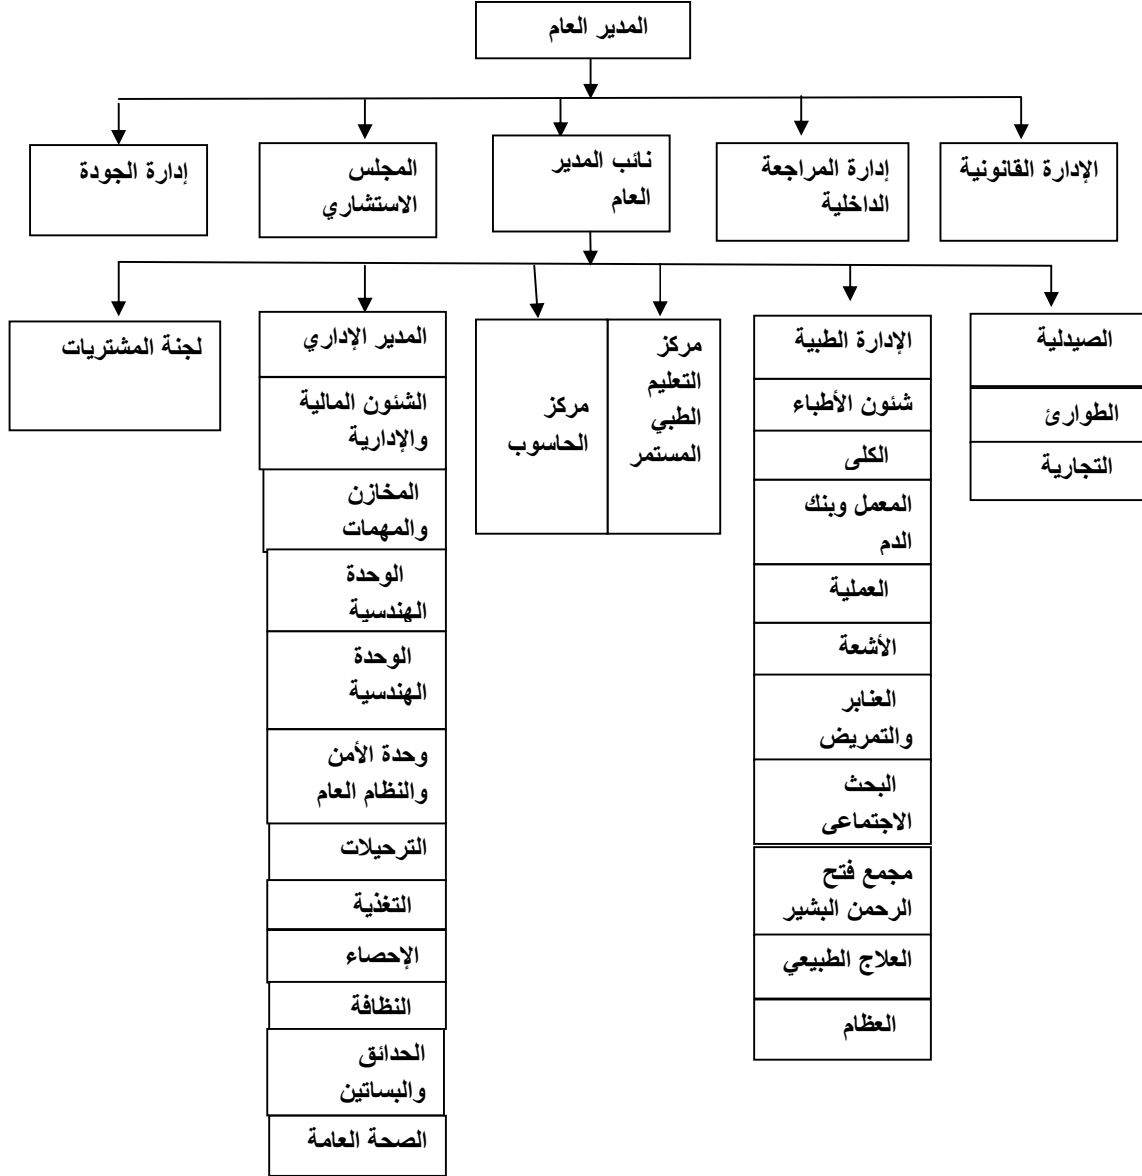 المدير العام
الإدارة القانونية
إدارة المراجعة
الداخلية
نائب المدير
العام
المجلس
الاستشاري
إدارة الجودة
الصيدلية
الطوارئ
التجارية
الإدارة الطبية
شئون الأطباء
الكلى
المعمل وبنك
الدم
العملية
الأشعة
العنابر
والتمريض
البحث
الاجتماعى
مجمع فتح
الرحمن البشير
العلاج الطبيعي
العظام
مركز
التعليم
الطبي
المستمر
مركز
الحاسوب
المدير الإداري
الشئون المالية
والإدارية
المخازن
والمهمات
الوحدة
الهندسية
الوحدة
الهندسية
وحدة الأمن
والنظام العام
الترحيلات
التغذية
الإحصاء
النظافة
الحدائق
والبساتين
الصحة العامة
لجنة المشتريات